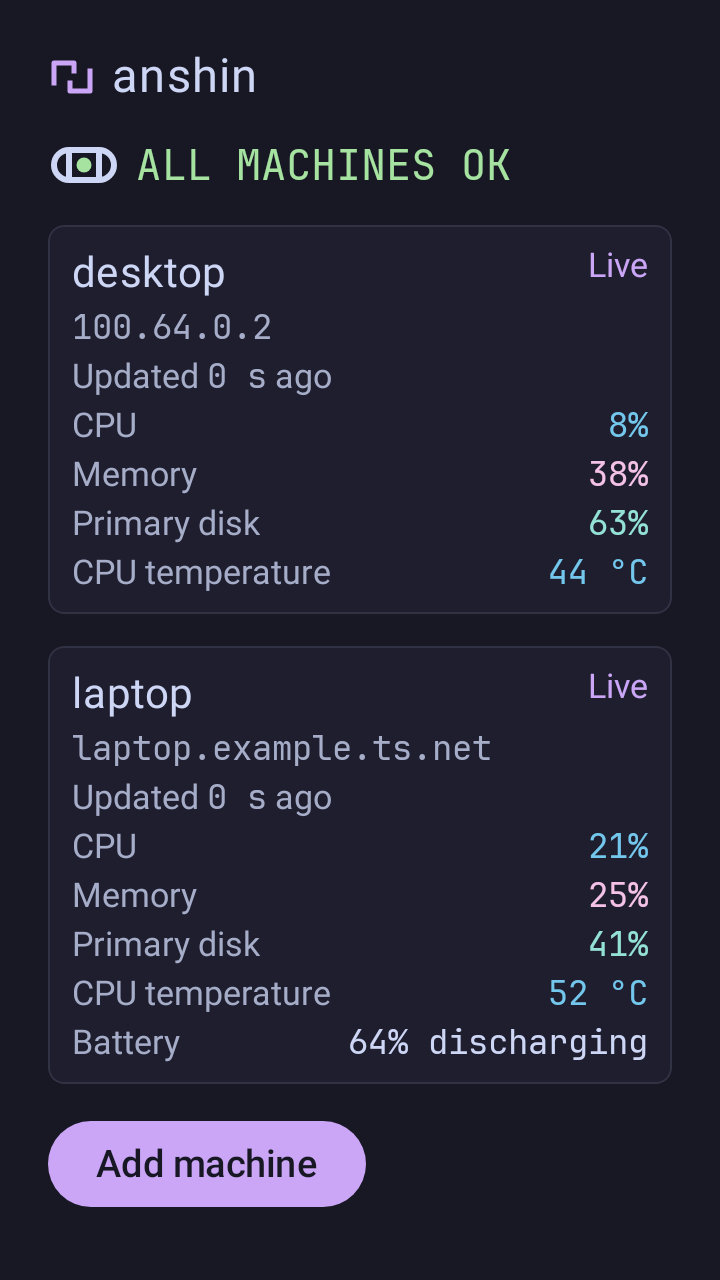 anshin
ALL MACHINES OK
desktop Live
100.64.0.2
Updated 0 s ago
CPU 8%
Memory 38%
Primary disk 63%
CPU temperature 44 °C
laptop Live
laptop.example.ts.net
Updated 0 s ago
CPU 21%
Memory 25%
Primary disk 41%
CPU temperature 52 °C
Battery 64% discharging
Add machine